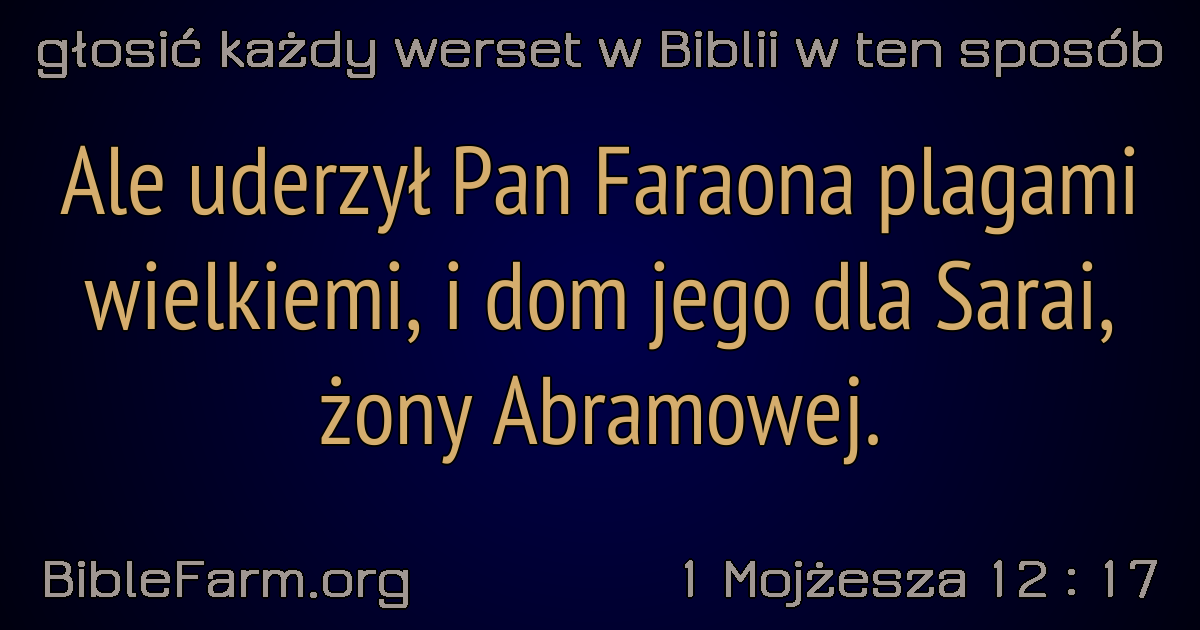 głosić każdy werset w Biblii w ten sposób
Ale uderzył Pan Faraona plagami
wielkiemi, i dom jego dla Sarai,
żony Abramowej.
BibleFarm.org
1 Mojżesza 12 : 17